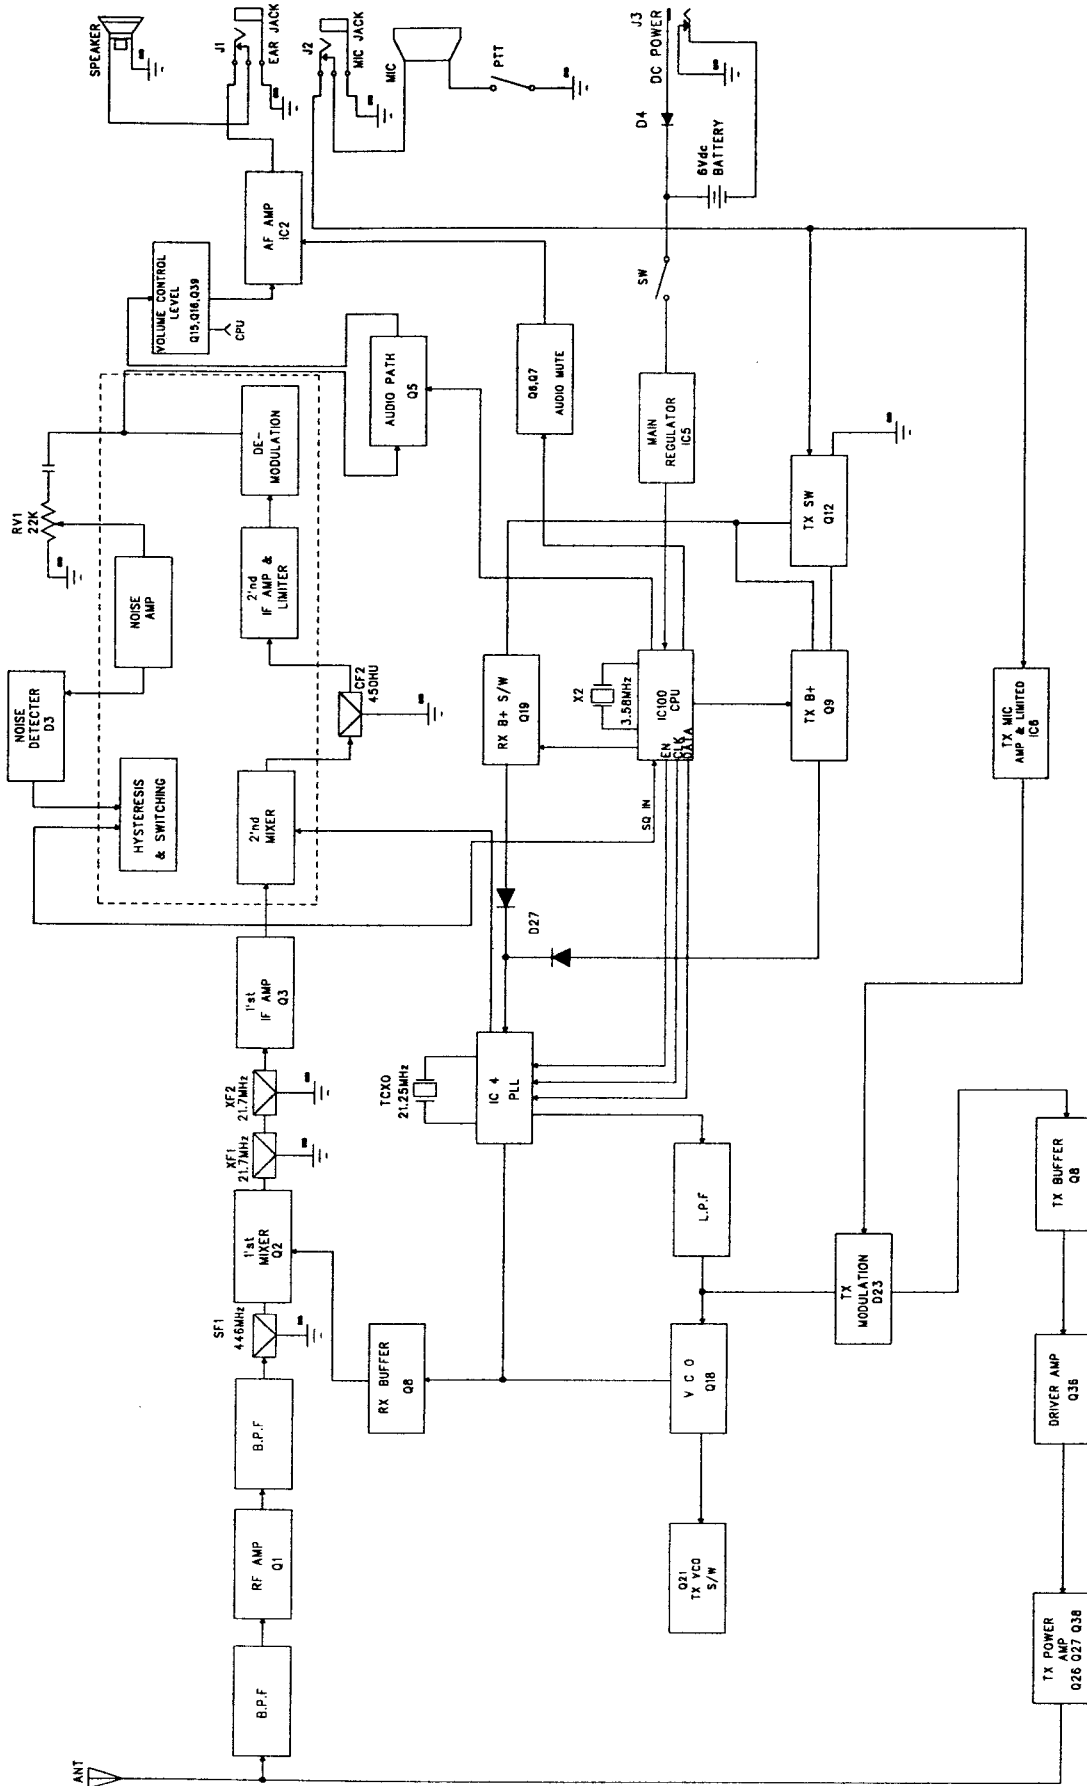 ANT
B.P.F
RF AMP
Q1
B.P.F
SF1
446MHz
1'st
MIXER
Q2
XF1
21.7MHz
XF2
21.7MHz
1'st
IF AMP
Q3
HYSTERESIS
& SWITCHING
NOISE
DETECTER
D3
NOISE
AMP
RV1
22K
2'nd
MIXER
CF2
450HU
2'nd
IF AMP &
LIMITER
DE-
MODULATION
VOLUME CONTROL
LEVEL
Q15,Q16,Q39
CPU
AF AMP
IC2
SPEAKER
J1
EAR JACK
J2
MIC JACK
MIC
PTT
AUDIO PATH
Q5
Q6,Q7
AUDIO MUTE
RX BUFFER
Q8
TCXO
21.25MHz
IC 4
PLL
D27
SQ IN
RX B+ S/W
Q19
X2
3.58MHz
IC100
CPU
EN
CLK
DATA
MAIN
REGULATOR
IC5
SW
D4
DC POWER
J3
6Vdc
BATTERY
Q21
TX VCO
S/W
V C O
Q18
L.P.F
TX B+
Q9
TX SW
Q12
TX
MODULATION
D23
TX MIC
AMP & LIMITED
IC6
TX POWER
AMP
Q26 Q27 Q38
DRIVER AMP
Q36
TX BUFFER
Q8